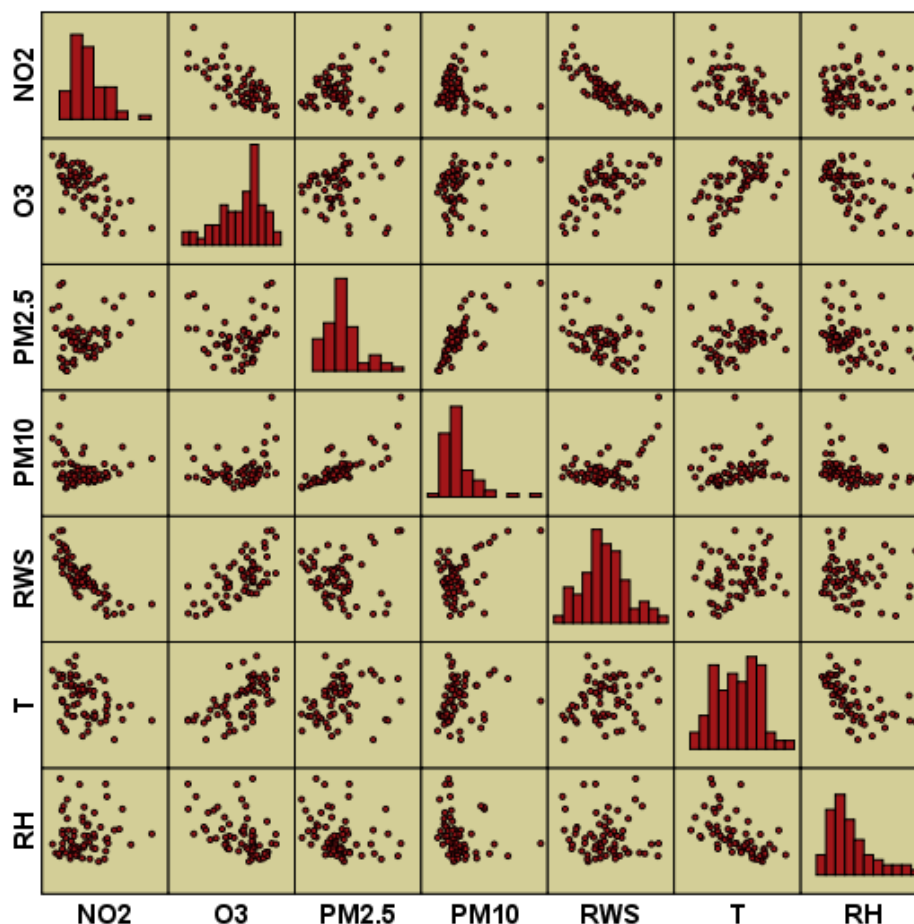 NO2
O3
PM2.5
PM10
RWS
T
RH
NO2 O3 PM2.5 PM10 RWS T RH